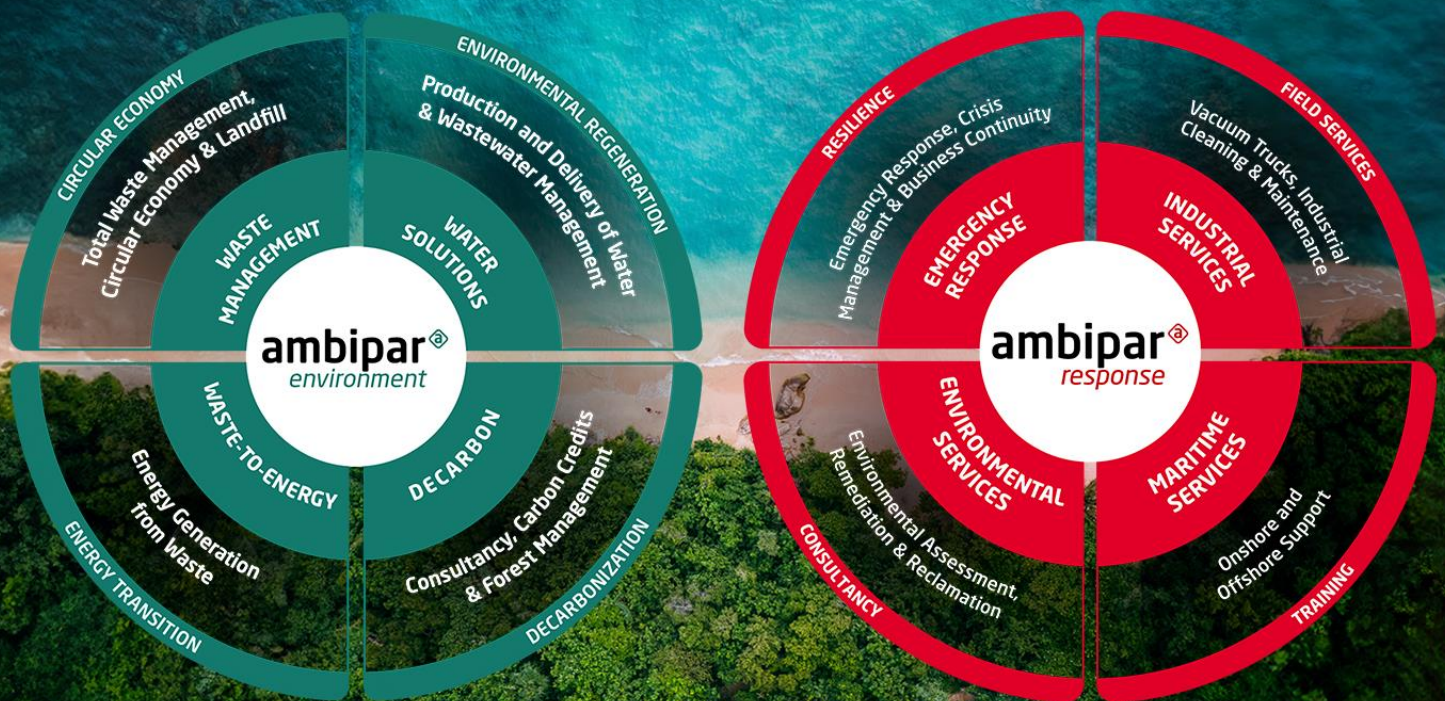 CIRCULAR ECONOMY
Total Waste Management,
Circular Economy & Landfill
WASTE
MANAGEMENT
ENVIRONMENTAL REGENERATION
Production and Delivery of Water
& Wastewater Management
WATER
SOLUTIONS
ambipar
environment
WASTE-TO-ENERGY
Energy Generation
from Waste
ENERGY TRANSITION
DECARBON
Consultancy, Carbon Credits
& Forest Management
DECARBONIZATION
RESILIENCE
Emergency Response, Crisis
Management & Business Continuity
EMERGENCY
RESPONSE
FIELD SERVICES
Vacuum Trucks, Industrial
Cleaning & Maintenance
INDUSTRIAL
SERVICES
ambipar
response
ENVIRONMENTAL
SERVICES
Environmental Assessment,
Remediation & Reclamation
CONSULTANCY
MARITIME
SERVICES
Onshore and
Offshore Support
TRAINING